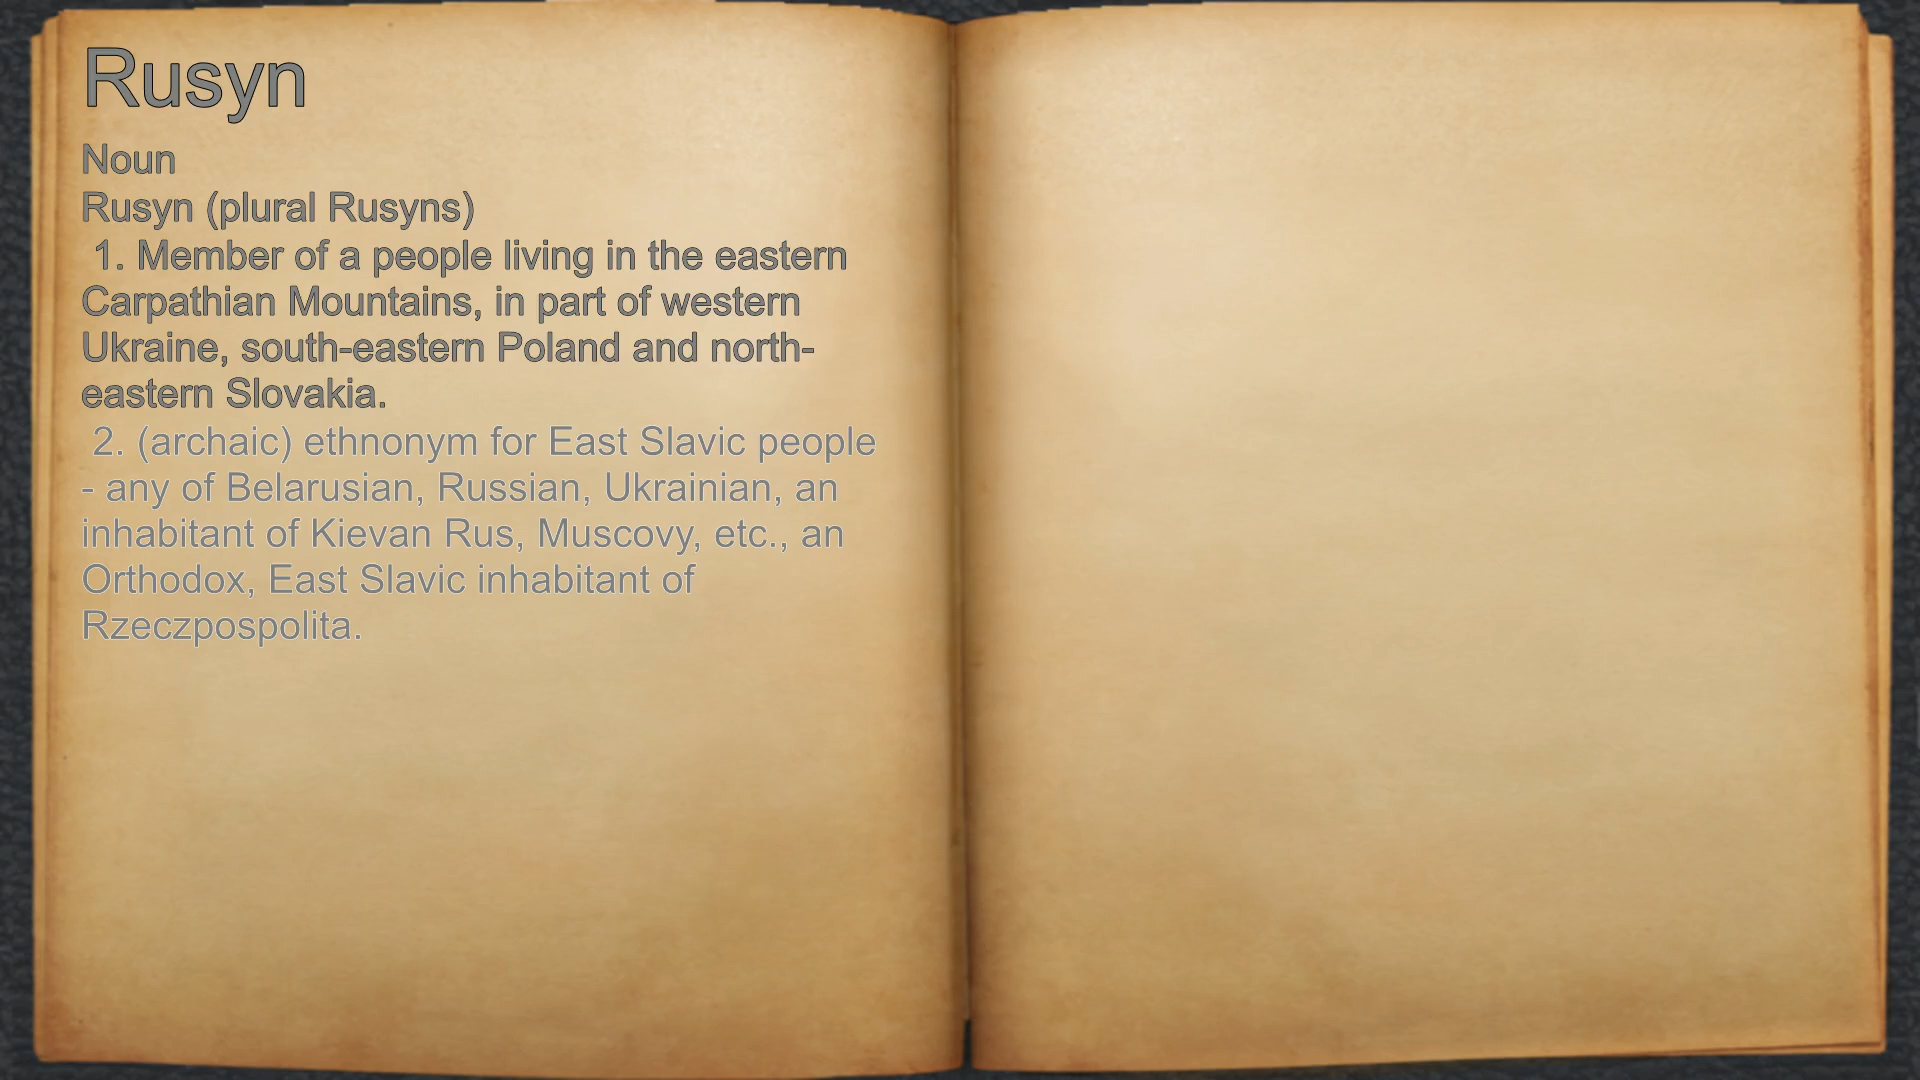 Rusyn
Noun
Rusyn (plural Rusyns)
1. Member of a people living in the eastern
Carpathian Mountains, in part of western
Ukraine, south-eastern Poland and north-
eastern Slovakia.
2. (archaic) ethnonym for East Slavic people
- any of Belarusian, Russian, Ukrainian, an
inhabitant of Kievan Rus, Muscovy, etc., an
Orthodox, East Slavic inhabitant of
Rzeczpospolita.